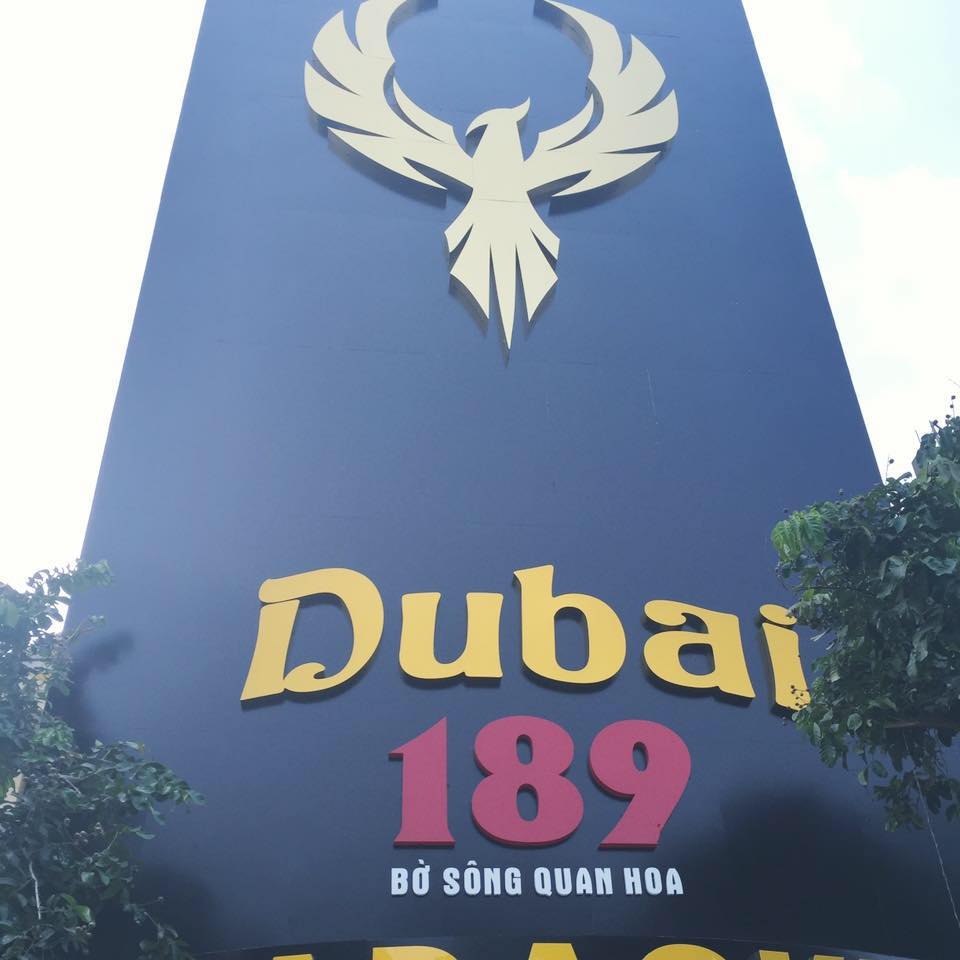 Dubai
189
BỜ SÔNG QUAN HOA